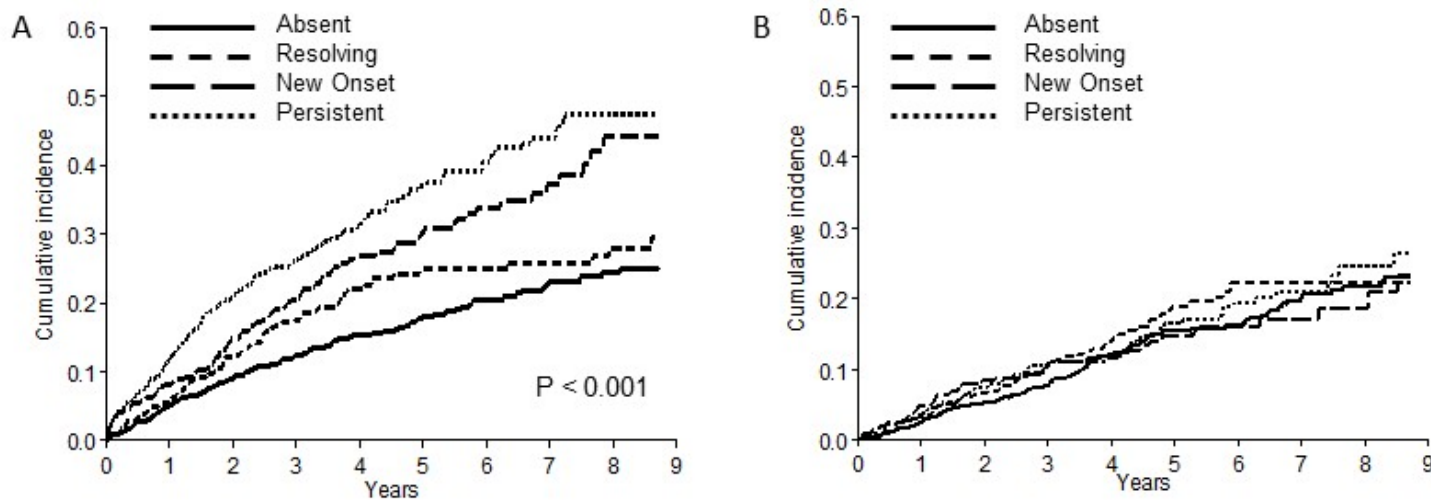 A
Absent
Resolving
New Onset
Persistent
0.6
0.5
0.4
0.3
0.2
0.1
0.0
Cumulative incidence
P < 0.001
0 1 2 3 4 5 6 7 8 9
Years
B
Absent
Resolving
New Onset
Persistent
0.6
0.5
0.4
0.3
0.2
0.1
0.0
Cumulative incidence
0 1 2 3 4 5 6 7 8 9
Years